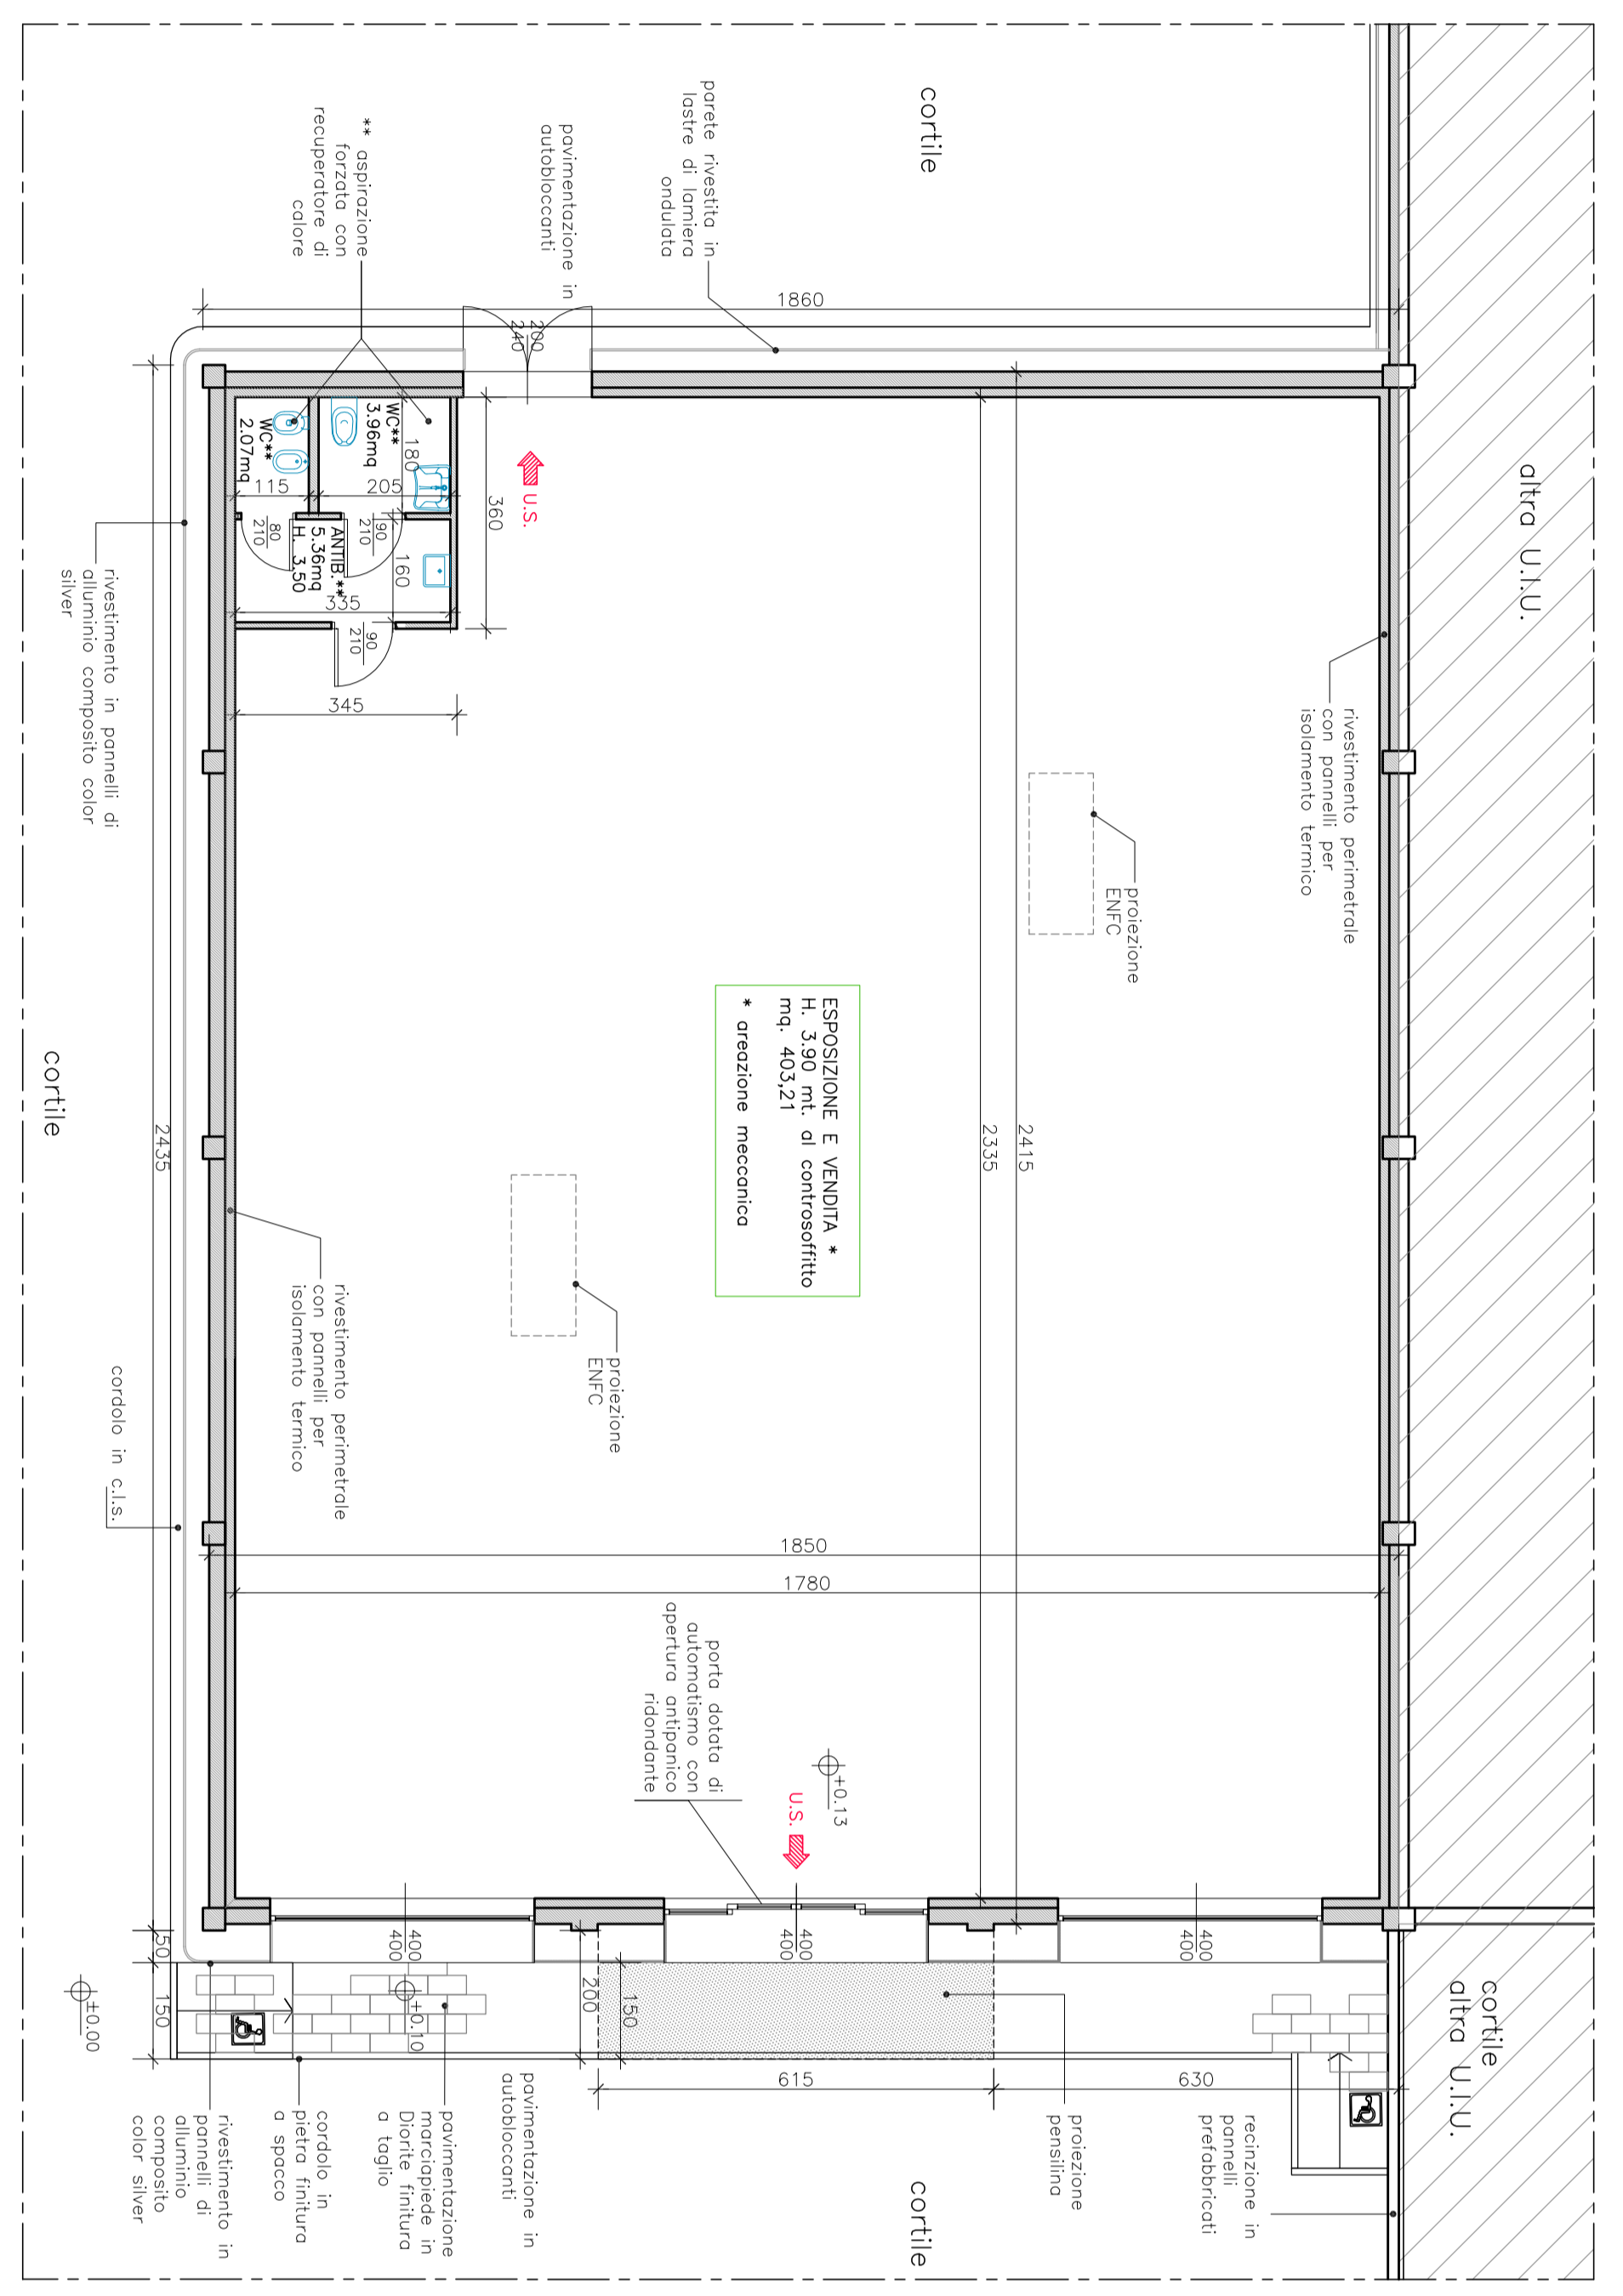 altra U.I.U.
cortile
altra U.I.U.
cortile
parete rivestita in
lastre di lamiera
ondulata
pavimentazione in
autobloccanti
** aspirazione
forzata con
recuperatore di
calore
rivestimento perimetrale
con pannelli per
isolamento termico
proiezione
ENFC
recinzione in
pannelli
prefabbricati
proiezione
pensilina
cortile
1860
200
240
2415
2335
ESPOSIZIONE E VENDITA *
H. 3.90 mt. al controsoffitto
mq. 403,21
* areazione meccanica
1850
1780
+0.13
U.S.
porta dotata di
automatismo con
apertura antipanico
ridondante
400
400
400
400
400
400
630
615
150
200
U.S.
360
WC**
3.96mq
180
205
WC**
2.07mq
115
90
210
80
210
160
ANTIB.**
5.36mq
H. 3.50
335
90
210
345
proiezione
ENFC
rivestimento perimetrale
con pannelli per
isolamento termico
+0.10
pavimentazione in
autobloccanti
pavimentazione
marciapiede in
Diorite finitura
a taglio
cordolo in
pietra finitura
a spacco
rivestimento in
pannelli di
alluminio
composito
color silver
2435
50
150
±0.00
rivestimento in pannelli di
alluminio composito color
silver
cordolo in c.l.s.
cortile